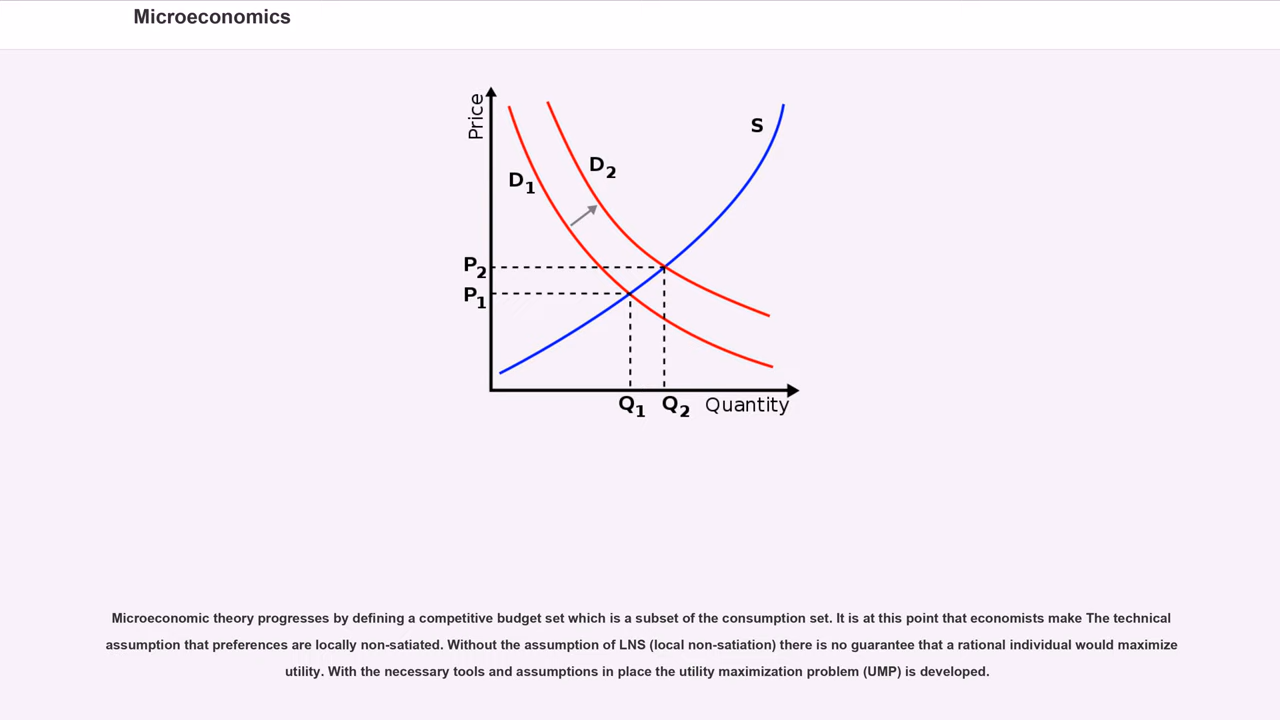 Microeconomics
Price
S
D2
D1
P2
P1
Q1 Q2 Quantity
Microeconomic theory progresses by defining a competitive budget set which is a subset of the consumption set. It is at this point that economists make The technical
assumption that preferences are locally non-satiated. Without the assumption of LNS (local non-satiation) there is no guarantee that a rational individual would maximize
utility. With the necessary tools and assumptions in place the utility maximization problem (UMP) is developed.